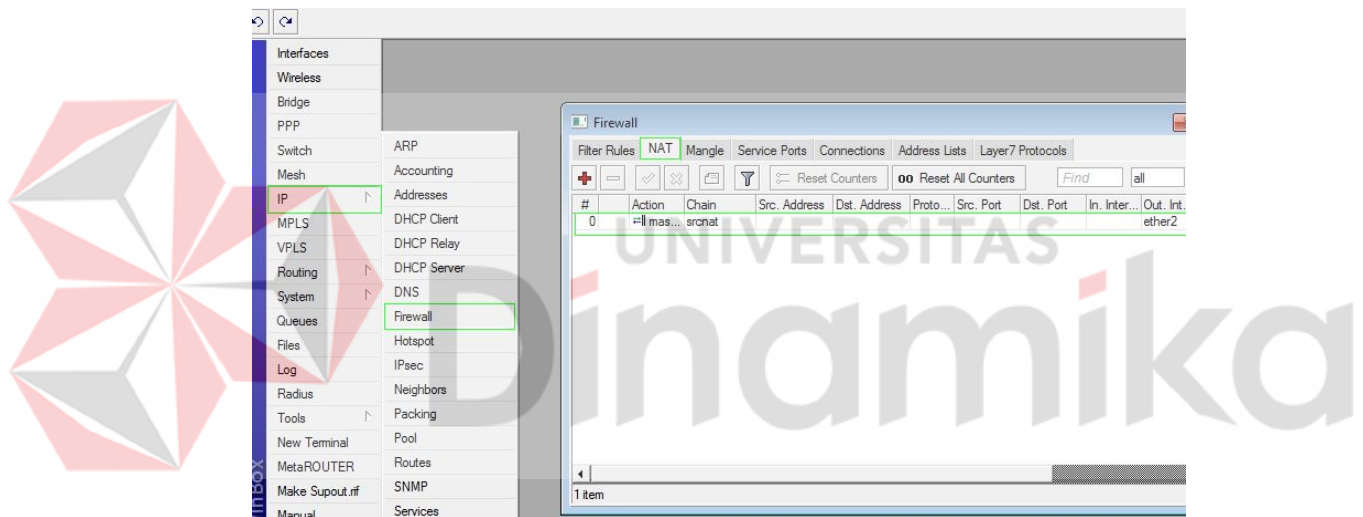 Interfaces
Wireless
Bridge
PPP
Switch
Mesh
IP
MPLS
VPLS
Routing
System
Queues
Files
Log
Radius
Tools
New Terminal
MetaROUTER
Make Supout.rif
Manual
ARP
Accounting
Addresses
DHCP Client
DHCP Relay
DHCP Server
DNS
Firewall
Hotspot
IPsec
Neighbors
Packing
Pool
Routes
SNMP
Services
Firewall
Filter Rules NAT Mangle Service Ports Connections Address Lists Layer7 Protocols
Reset Counters 00 Reset All Counters Find all
# Action Chain Src. Address Dst. Address Proto... Src. Port Dst. Port In. Inter... Out. Int.
0 mas... srcnat ether2
1 item
UNIVERSITAS
Dinamika